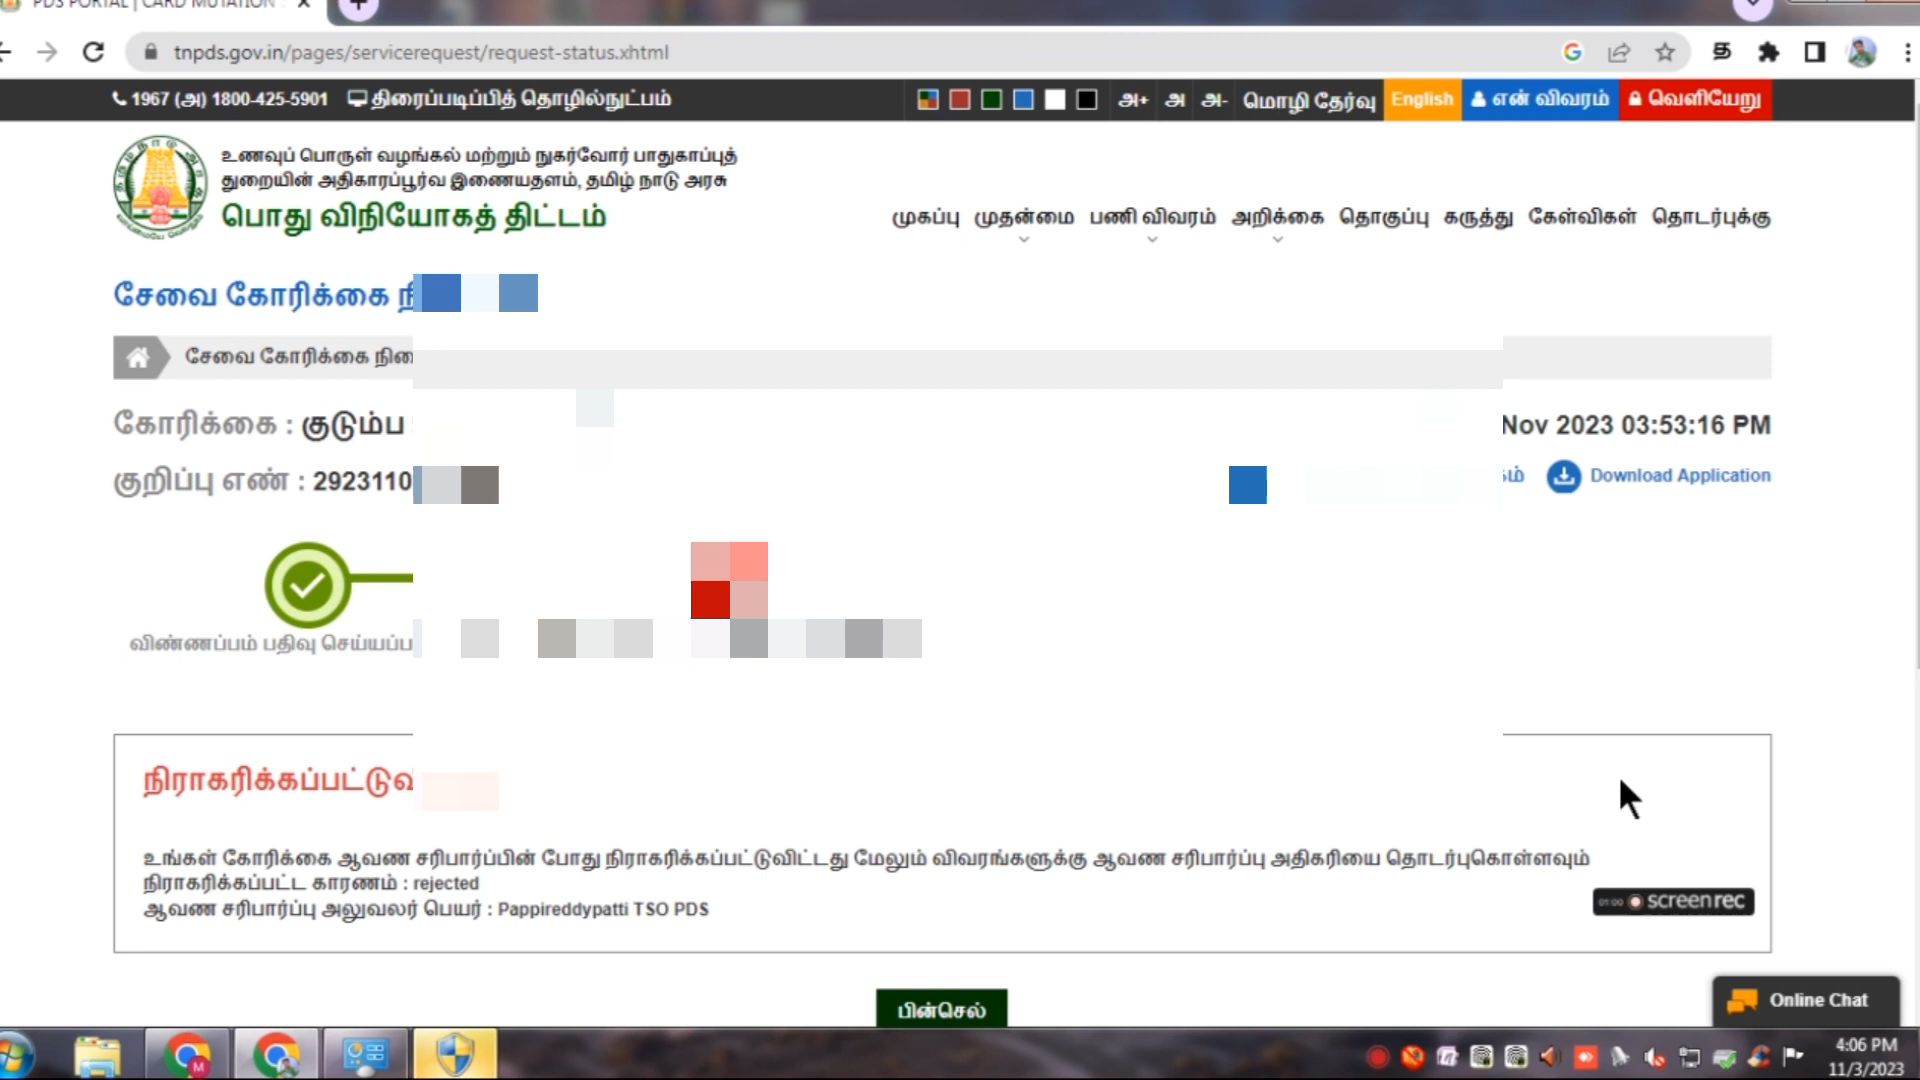 PDS PORTAL | CARD MUTATION
tnpds.gov.in/pages/servicerequest/request-status.xhtml
1967 (அ) 1800-425-5901 திரைப்படிப்பித் தொழில்நுட்பம்
அ+ அ அ- மொழி தேர்வு English என் விவரம் வெளியேறு
உணவுப் பொருள் வழங்கல் மற்றும் நுகர்வோர் பாதுகாப்புத்
துறையின் அதிகாரப்பூர்வ இணையதளம், தமிழ் நாடு அரசு
பொது விநியோகத் திட்டம்
முகப்பு முதன்மை பணி விவரம் அறிக்கை தொகுப்பு கருத்து கேள்விகள் தொடர்புக்கு
சேவை கோரிக்கை
சேவை கோரிக்கை
கோரிக்கை : குடும்ப
Nov 2023 03:53:16 PM
குறிப்பு எண் : 2923110
Download Application
விண்ணப்பம் பதிவு செய்யப்ப
நிராகரிக்கப்பட்டுவ
உங்கள் கோரிக்கை ஆவண சரிபார்ப்பின் போது நிராகரிக்கப்பட்டுவிட்டது மேலும் விவரங்களுக்கு ஆவண சரிபார்ப்பு அதிகரியை தொடர்புகொள்ளவும்
நிராகரிக்கப்பட்ட காரணம் : rejected
ஆவண சரிபார்ப்பு அலுவலர் பெயர் : Pappireddypatti TSO PDS
01:00 screenrec
பின்செல்
Online Chat
4:06 PM
11/3/2023